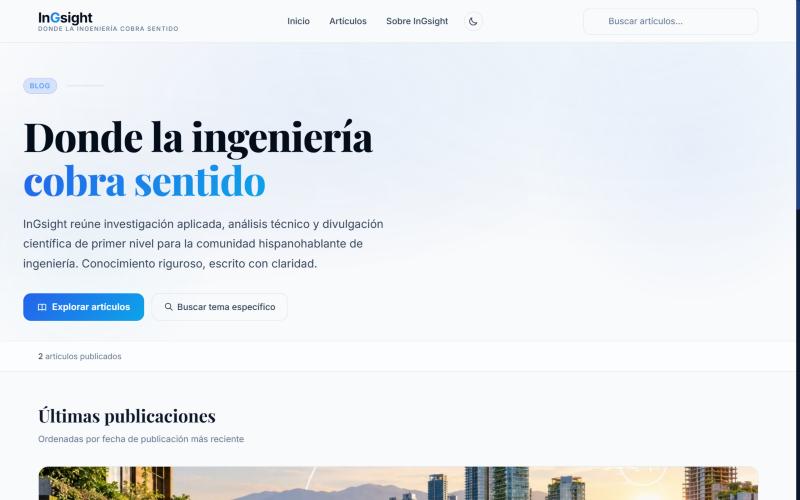 InGsight
DONDE LA INGENIERÍA COBRA SENTIDO
Inicio
Artículos
Sobre InGsight
Buscar artículos...
BLOG
Donde la ingeniería
cobra sentido
InGsight reúne investigación aplicada, análisis técnico y divulgación
científica de primer nivel para la comunidad hispanohablante de
ingeniería. Conocimiento riguroso, escrito con claridad.
Explorar artículos
Buscar tema específico
2 artículos publicados
Últimas publicaciones
Ordenadas por fecha de publicación más reciente